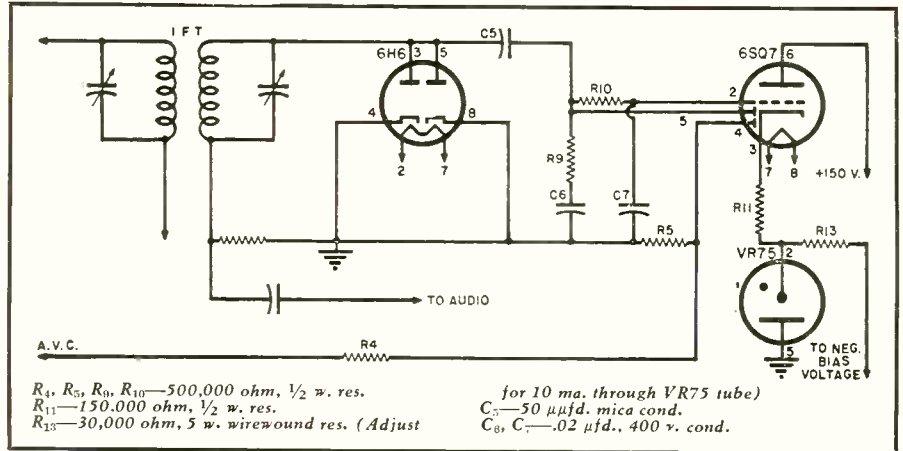 IFT
C5
6H6
3 5
6SQ7
6
R10
2
4
8
5
4
3
R9
2
7
7
8
+150 V.
C6
C7
R11
R5
R13
VR75
2
1
TO AUDIO
5
TO NEG.
BIAS
VOLTAGE
A.V.C.
R4
R4, R5, R9, R10—500,000 ohm, ½ w. res.
R11—150.000 ohm, ½ w. res.
R13—30,000 ohm, 5 w. wirewound res. (Adjust
for 10 ma. through VR75 tube)
C5—50 μμfd. mica cond.
C6, C7—.02 μfd., 400 v. cond.